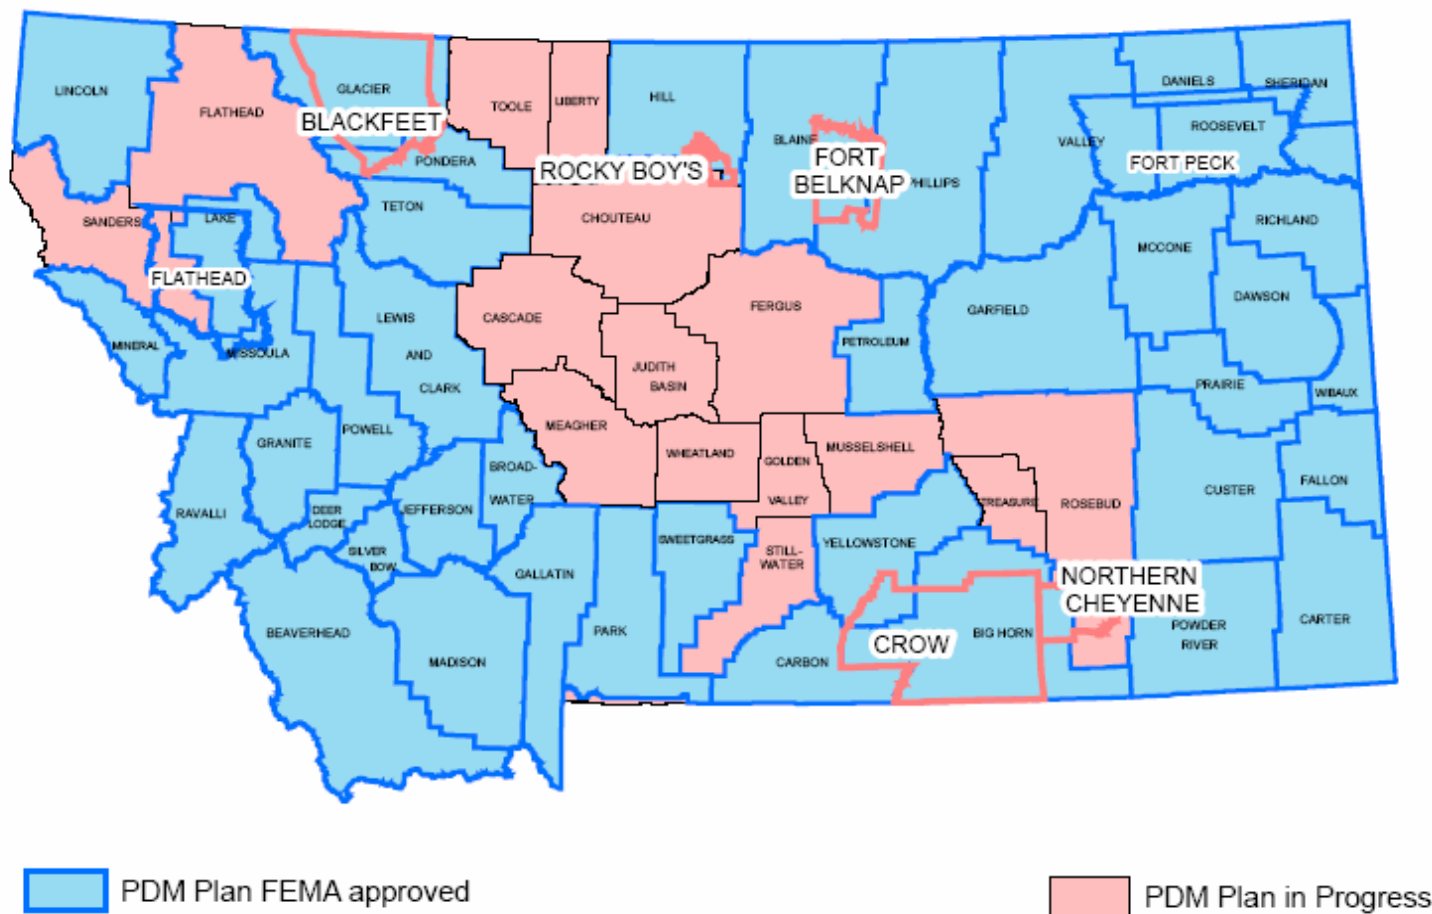 LINCOLN
FLATHEAD
GLACIER
BLACKFEET
TOOLE
LIBERTY
HILL
BLAINE
DANIELS
SHERIDAN
ROOSEVELT
VALLEY
FORT PECK
PONDERA
ROCKY BOY'S
FORT
BELKNAP
PHILLIPS
TETON
CHOUTEAU
SANDERS
LAKE
FLATHEAD
RICHLAND
MCCONE
DAWSON
GARFIELD
FERGUS
PETROLEUM
CASCADE
LEWIS
AND
CLARK
MINERAL
MISSOULA
JUDITH
BASIN
PRAIRIE
WIBAUX
MEAGHER
GRANITE
POWELL
WHEATLAND
GOLDEN
VALLEY
MUSSELSHELL
BROAD-
WATER
TREASURE
ROSEBUD
CUSTER
FALLON
RAVALLI
DEER
LODGE
JEFFERSON
SILVER
BOW
SWEETGRASS
STILL-
WATER
YELLOWSTONE
GALLATIN
NORTHERN
CHEYENNE
BEAVERHEAD
MADISON
PARK
CARBON
CROW
BIG HORN
POWDER
RIVER
CARTER
PDM Plan FEMA approved
PDM Plan in Progress